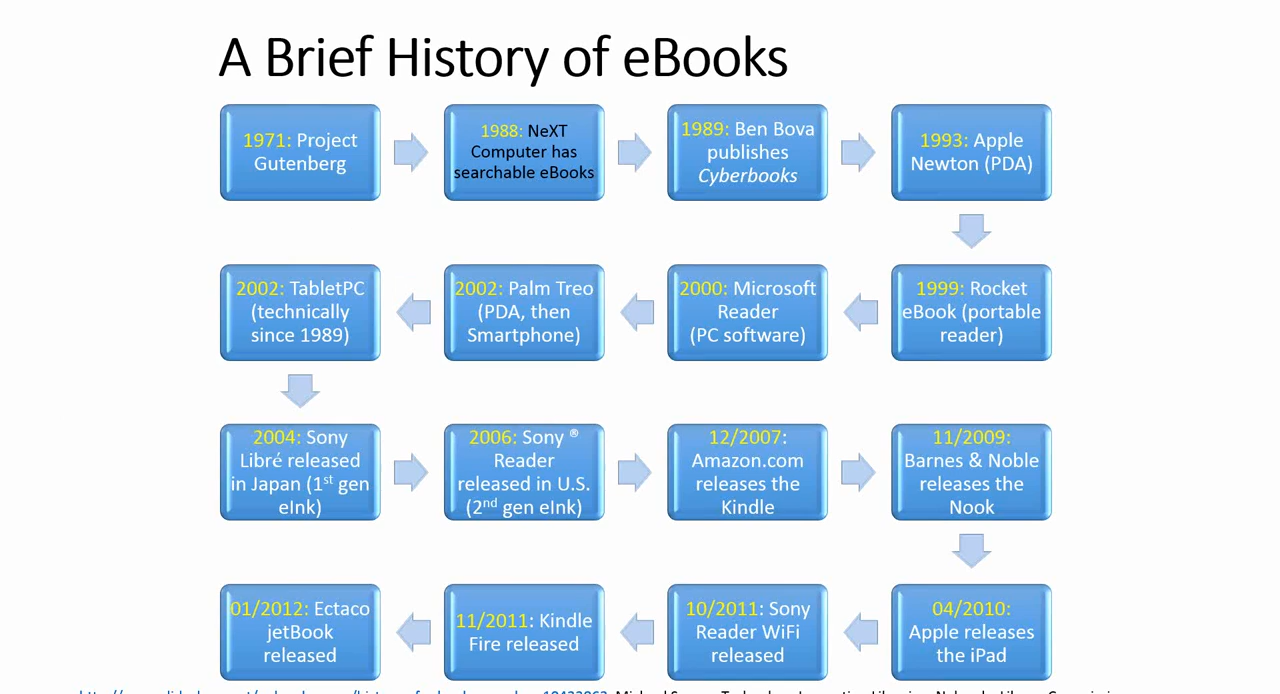 A Brief History of eBooks
1971: Project
Gutenberg
1988: NeXT
Computer has
searchable eBooks
1989: Ben Bova
publishes
Cyberbooks
1993: Apple
Newton (PDA)
1999: Rocket
eBook (portable
reader)
2000: Microsoft
Reader
(PC software)
2002: Palm Treo
(PDA, then
Smartphone)
2002: TabletPC
(technically
since 1989)
2004: Sony
Libré released
in Japan (1st gen
eInk)
2006: Sony ®
Reader
released in U.S.
(2nd gen eInk)
12/2007:
Amazon.com
releases the
Kindle
11/2009:
Barnes & Noble
releases the
Nook
04/2010:
Apple releases
the iPad
10/2011: Sony
Reader WiFi
released
11/2011: Kindle
Fire released
01/2012: Ectaco
jetBook
released